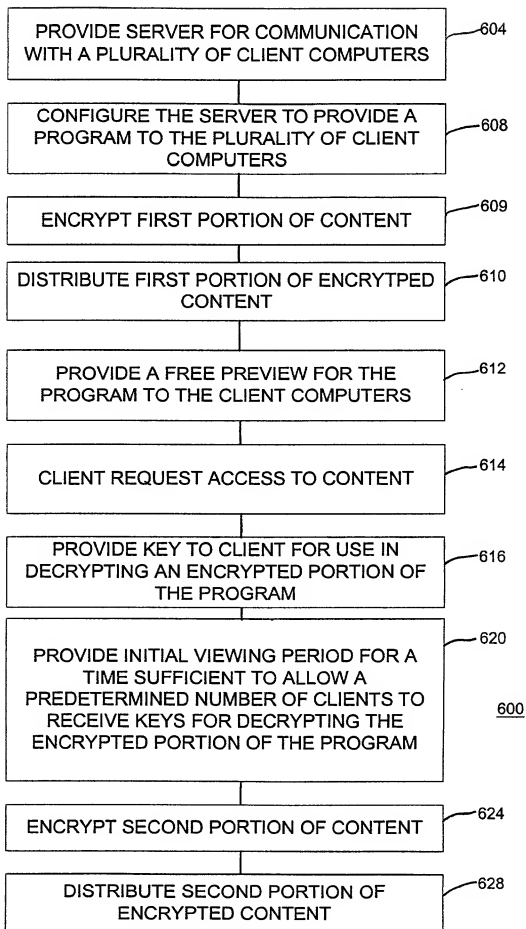 PROVIDE SERVER FOR COMMUNICATION
WITH A PLURALITY OF CLIENT COMPUTERS
604
CONFIGURE THE SERVER TO PROVIDE A
PROGRAM TO THE PLURALITY OF CLIENT
COMPUTERS
608
ENCRYPT FIRST PORTION OF CONTENT
609
DISTRIBUTE FIRST PORTION OF ENCRYTPED
CONTENT
610
PROVIDE A FREE PREVIEW FOR THE
PROGRAM TO THE CLIENT COMPUTERS
612
CLIENT REQUEST ACCESS TO CONTENT
614
PROVIDE KEY TO CLIENT FOR USE IN
DECRYPTING AN ENCRYPTED PORTION OF
THE PROGRAM
616
PROVIDE INITIAL VIEWING PERIOD FOR A
TIME SUFFICIENT TO ALLOW A
PREDETERMINED NUMBER OF CLIENTS TO
RECEIVE KEYS FOR DECRYPTING THE
ENCRYPTED PORTION OF THE PROGRAM
620
600
ENCRYPT SECOND PORTION OF CONTENT
624
DISTRIBUTE SECOND PORTION OF
ENCRYPTED CONTENT
628